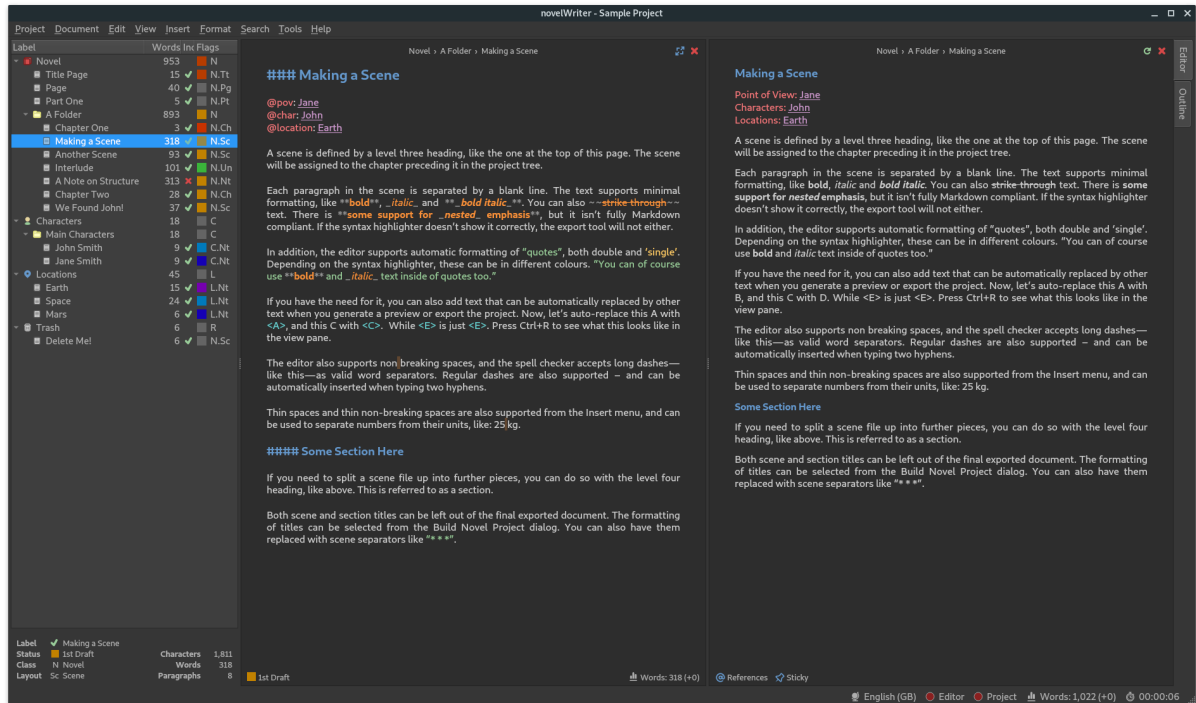 novelWriter - Sample Project
Project Document Edit View Insert Format Search Tools Help
Label Words Inc Flags
Novel 953 N
Title Page 15 N.Tt
Page 40 N.Pg
Part One 5 N.Pt
A Folder 893 N
Chapter One 3 N.Ch
Making a Scene 318 N.Sc
Another Scene 93 N.Sc
Interlude 101 N.Un
A Note on Structure 313 N.Nt
Chapter Two 28 N.Ch
We Found John! 37 N.Sc
Characters 18 C
Main Characters 18 C
John Smith 9 C.Nt
Jane Smith 9 C.Nt
Locations 45 L
Earth 15 L.Nt
Space 24 L.Nt
Mars 6 L.Nt
Trash 6 R
Delete Me! 6 N.Sc
Label Making a Scene
Status 1st Draft Characters 1,811
Class N Novel Words 318
Layout Sc Scene Paragraphs 8
Novel › A Folder › Making a Scene
### Making a Scene
@pov: Jane
@char: John
@location: Earth
A scene is defined by a level three heading, like the one at the top of this page. The scene
will be assigned to the chapter preceding it in the project tree.
Each paragraph in the scene is separated by a blank line. The text supports minimal
formatting, like **bold**, _italic_ and **_bold italic_**. You can also ~~strike through~~
text. There is **some support for _nested_ emphasis**, but it isn’t fully Markdown
compliant. If the syntax highlighter doesn’t show it correctly, the export tool will not either.
In addition, the editor supports automatic formatting of “quotes”, both double and ‘single’.
Depending on the syntax highlighter, these can be in different colours. “You can of course
use **bold** and _italic_ text inside of quotes too.”
If you have the need for it, you can also add text that can be automatically replaced by other
text when you generate a preview or export the project. Now, let’s auto-replace this A with
<A>, and this C with <C>. While <E> is just <E>. Press Ctrl+R to see what this looks like in
the view pane.
The editor also supports non breaking spaces, and the spell checker accepts long dashes—
like this—as valid word separators. Regular dashes are also supported – and can be
automatically inserted when typing two hyphens.
Thin spaces and thin non-breaking spaces are also supported from the Insert menu, and can
be used to separate numbers from their units, like: 25 kg.
#### Some Section Here
If you need to split a scene file up into further pieces, you can do so with the level four
heading, like above. This is referred to as a section.
Both scene and section titles can be left out of the final exported document. The formatting
of titles can be selected from the Build Novel Project dialog. You can also have them
replaced with scene separators like “* * *”.
1st Draft Words: 318 (+0)
Novel › A Folder › Making a Scene
Making a Scene
Point of View: Jane
Characters: John
Locations: Earth
A scene is defined by a level three heading, like the one at the top of this page. The scene
will be assigned to the chapter preceding it in the project tree.
Each paragraph in the scene is separated by a blank line. The text supports minimal
formatting, like bold, italic and bold italic. You can also strike through text. There is some
support for nested emphasis, but it isn’t fully Markdown compliant. If the syntax highlighter
doesn’t show it correctly, the export tool will not either.
In addition, the editor supports automatic formatting of “quotes”, both double and ‘single’.
Depending on the syntax highlighter, these can be in different colours. “You can of course
use bold and italic text inside of quotes too.”
If you have the need for it, you can also add text that can be automatically replaced by other
text when you generate a preview or export the project. Now, let’s auto-replace this A with
B, and this C with D. While <E> is just <E>. Press Ctrl+R to see what this looks like in the
view pane.
The editor also supports non breaking spaces, and the spell checker accepts long dashes—
like this—as valid word separators. Regular dashes are also supported – and can be
automatically inserted when typing two hyphens.
Thin spaces and thin non-breaking spaces are also supported from the Insert menu, and can
be used to separate numbers from their units, like: 25 kg.
Some Section Here
If you need to split a scene file up into further pieces, you can do so with the level four
heading, like above. This is referred to as a section.
Both scene and section titles can be left out of the final exported document. The formatting
of titles can be selected from the Build Novel Project dialog. You can also have them
replaced with scene separators like “* * *”.
References Sticky
Editor
Outline
English (GB) Editor Project Words: 1,022 (+0) 00:00:06